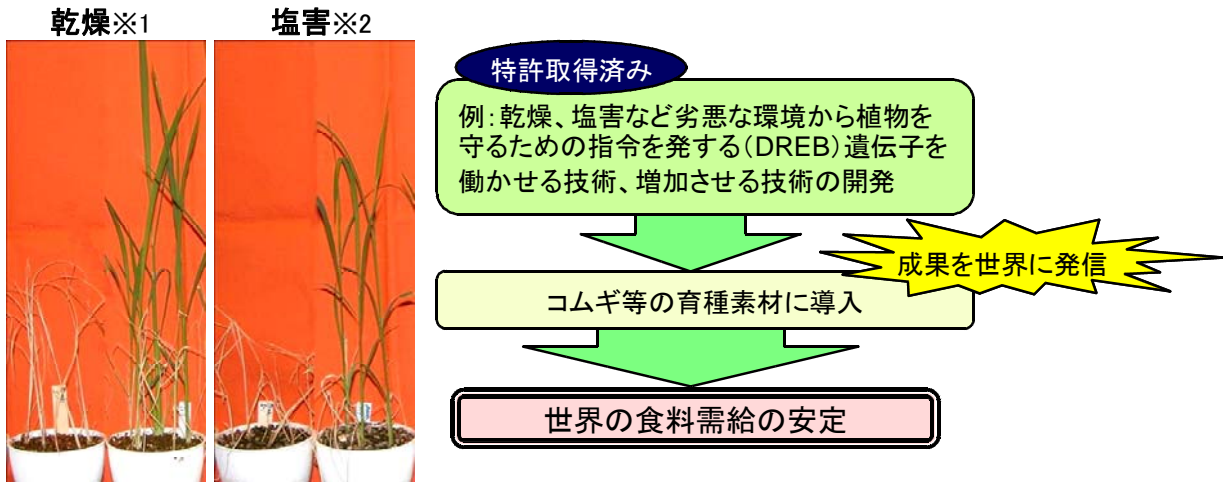 乾燥※1
塩害※2
特許取得済み
例：乾燥、塩害など劣悪な環境から植物を
守るための指令を発する（DREB）遺伝子を
働かせる技術、増加させる技術の開発
成果を世界に発信
コムギ等の育種素材に導入
世界の食料需給の安定